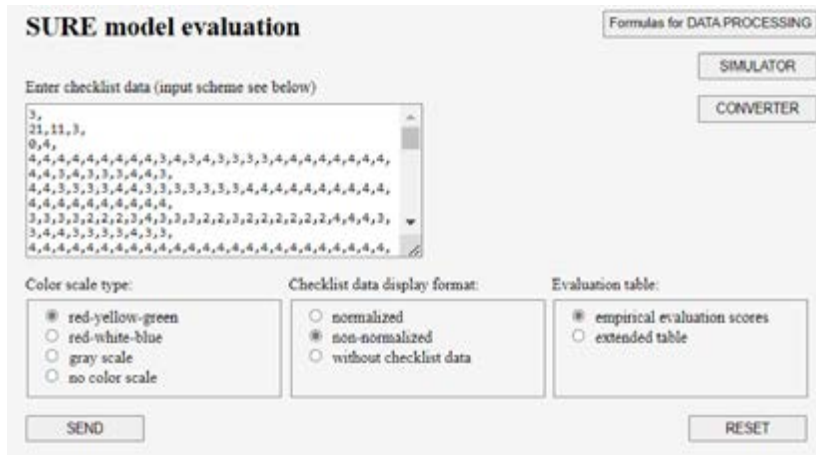 SURE model evaluation
Formulas for DATA PROCESSING
SIMULATOR
Enter checklist data (input scheme see below)
CONVERTER
3,
21,11,3,
0,4,
4,4,4,4,4,4,4,4,4,3,4,3,4,3,3,3,3,4,4,4,4,4,4,4,4,
4,4,3,4,3,3,3,4,4,3,
4,4,3,3,3,3,4,4,3,3,3,3,3,3,3,4,4,4,4,4,4,4,4,4,4,
4,4,4,4,4,4,4,4,4,4,
3,3,3,3,2,2,2,3,4,3,3,3,2,2,3,2,2,2,2,2,2,4,4,4,3,
3,4,4,3,3,3,3,4,3,3,
4,4,4,4,4,4,4,4,4,4,4,4,4,4,4,4,4,4,4,4,4,4,4,4,4,
Color scale type:
Checklist data display format:
Evaluation table:
red-yellow-green
normalized
empirical evaluation scores
red-white-blue
non-normalized
extended table
gray scale
without checklist data
no color scale
SEND
RESET